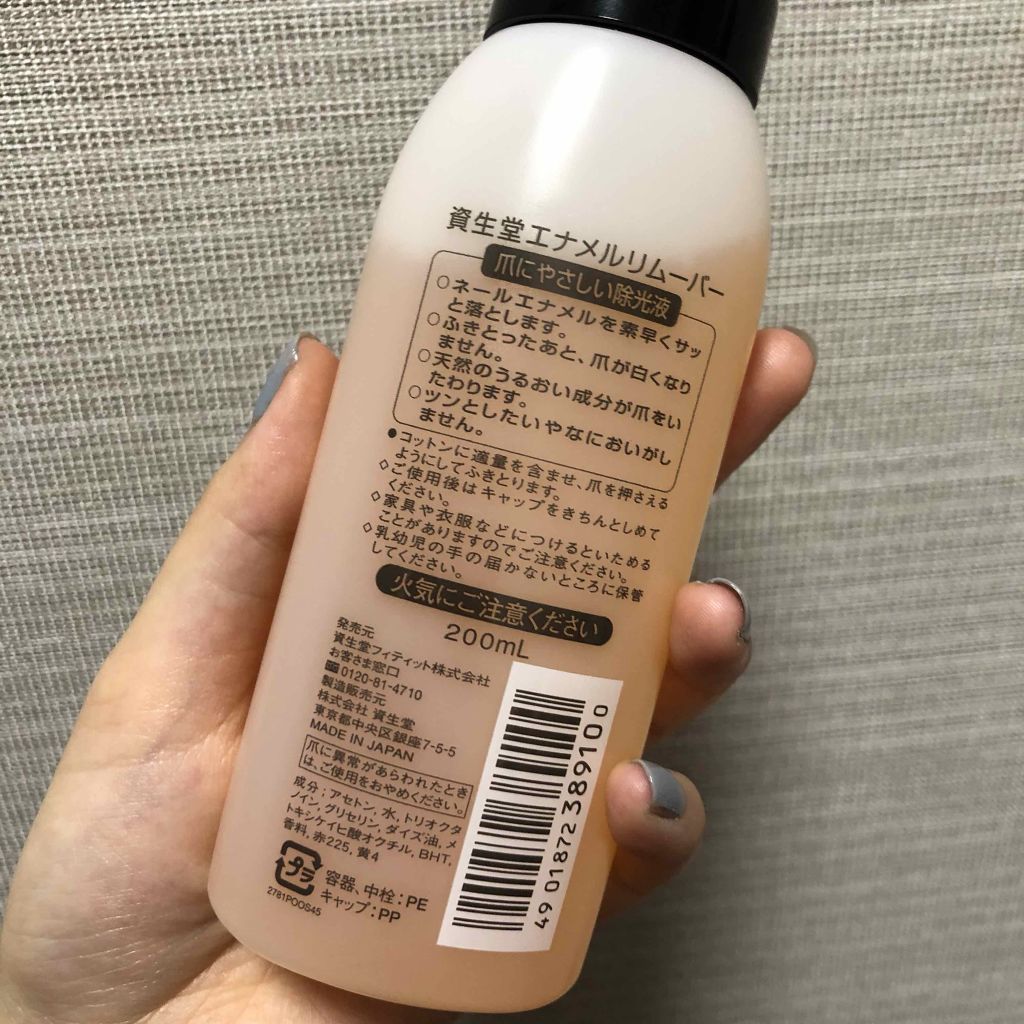 資生堂エナメルリムーバー
爪にやさしい除光液
○ネールエナメルを素早くサッ
と落とします。
○ふきとったあと、爪が白くなり
ません。
○天然のうるおい成分が爪をい
たわります。
○ツンとしたいやなにおいがし
ません。
●コットンに適量を含ませ、爪を押さえる
ようにしてふきとります。
◇ご使用後はキャップをきちんとしめて
ください。
◇家具や衣服などにつけるといためる
ことがありますのでご注意ください。
◇乳幼児の手の届かないところに保管
してください。
火気にご注意ください
200mL
発売元
資生堂フィティット株式会社
お客さま窓口
0120-81-4710
製造販売元
株式会社 資生堂
東京都中央区銀座7-5-5
MADE IN JAPAN
爪に異常があらわれたとき
は、ご使用をおやめください。
成分；アセトン, 水, トリオクタ
ノイン, グリセリン, ダイズ油, メ
トキシケイヒ酸オクチル, BHT,
香料, 赤225, 黄4
プラ
容器、中栓：PE
キャップ：PP
2781POOS45
4 901872 389100